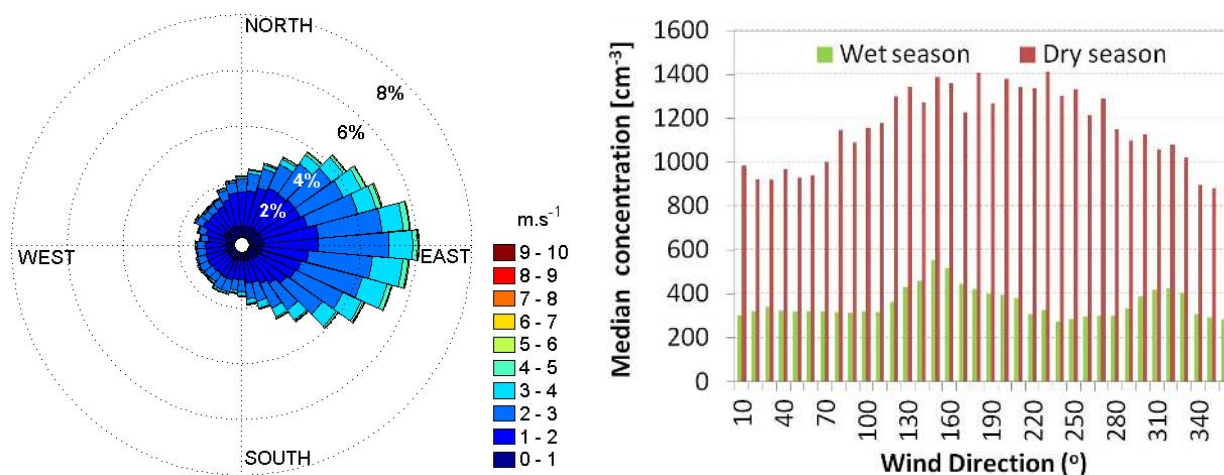 NORTH
8%
6%
4%
2%
WEST
EAST
SOUTH
m.s⁻¹
9 - 10
8 - 9
7 - 8
6 - 7
5 - 6
4 - 5
3 - 4
2 - 3
1 - 2
0 - 1
Median concentration [cm⁻³]
1600
1400
1200
1000
800
600
400
200
0
Wet season Dry season
10 40 70 100 130 160 190 220 250 280 310 340
Wind Direction (º)